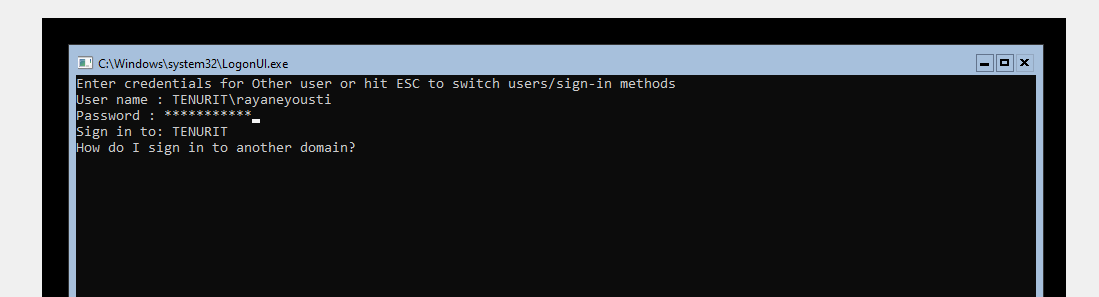 C:\Windows\system32\LogonUI.exe
Enter credentials for Other user or hit ESC to switch users/sign-in methods
User name : TENURIT\rayaneyousti
Password : ***********
Sign in to: TENURIT
How do I sign in to another domain?